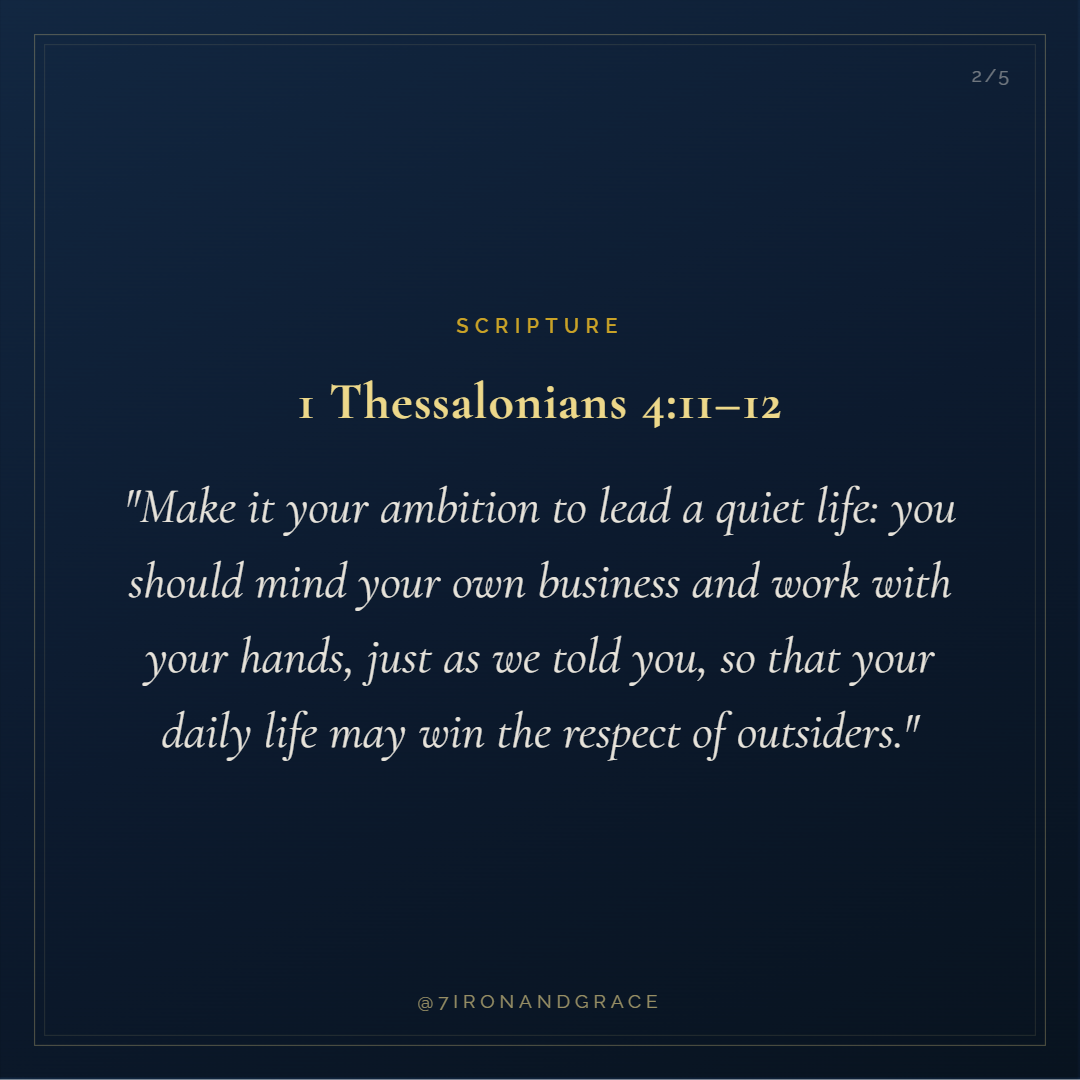 2/5
SCRIPTURE
1 Thessalonians 4:11–12
"Make it your ambition to lead a quiet life: you
should mind your own business and work with
your hands, just as we told you, so that your
daily life may win the respect of outsiders."
@7IRONANDGRACE